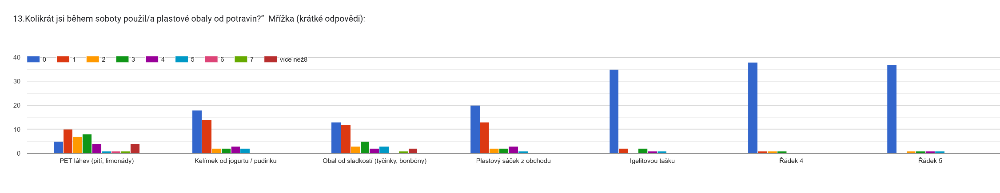 13.Kolikrát jsi během soboty použil/a plastové obaly od potravin?“  Mřížka (krátké odpovědi):
40
0 1 2 3 4 5 6 7 více než8
30
20
10
0
PET láhev (pití, limonády) Kelímek od jogurtu / pudinku Obal od sladkostí (tyčinky, bonbóny) Plastový sáček z obchodu Igelitovou tašku Řádek 4 Řádek 5